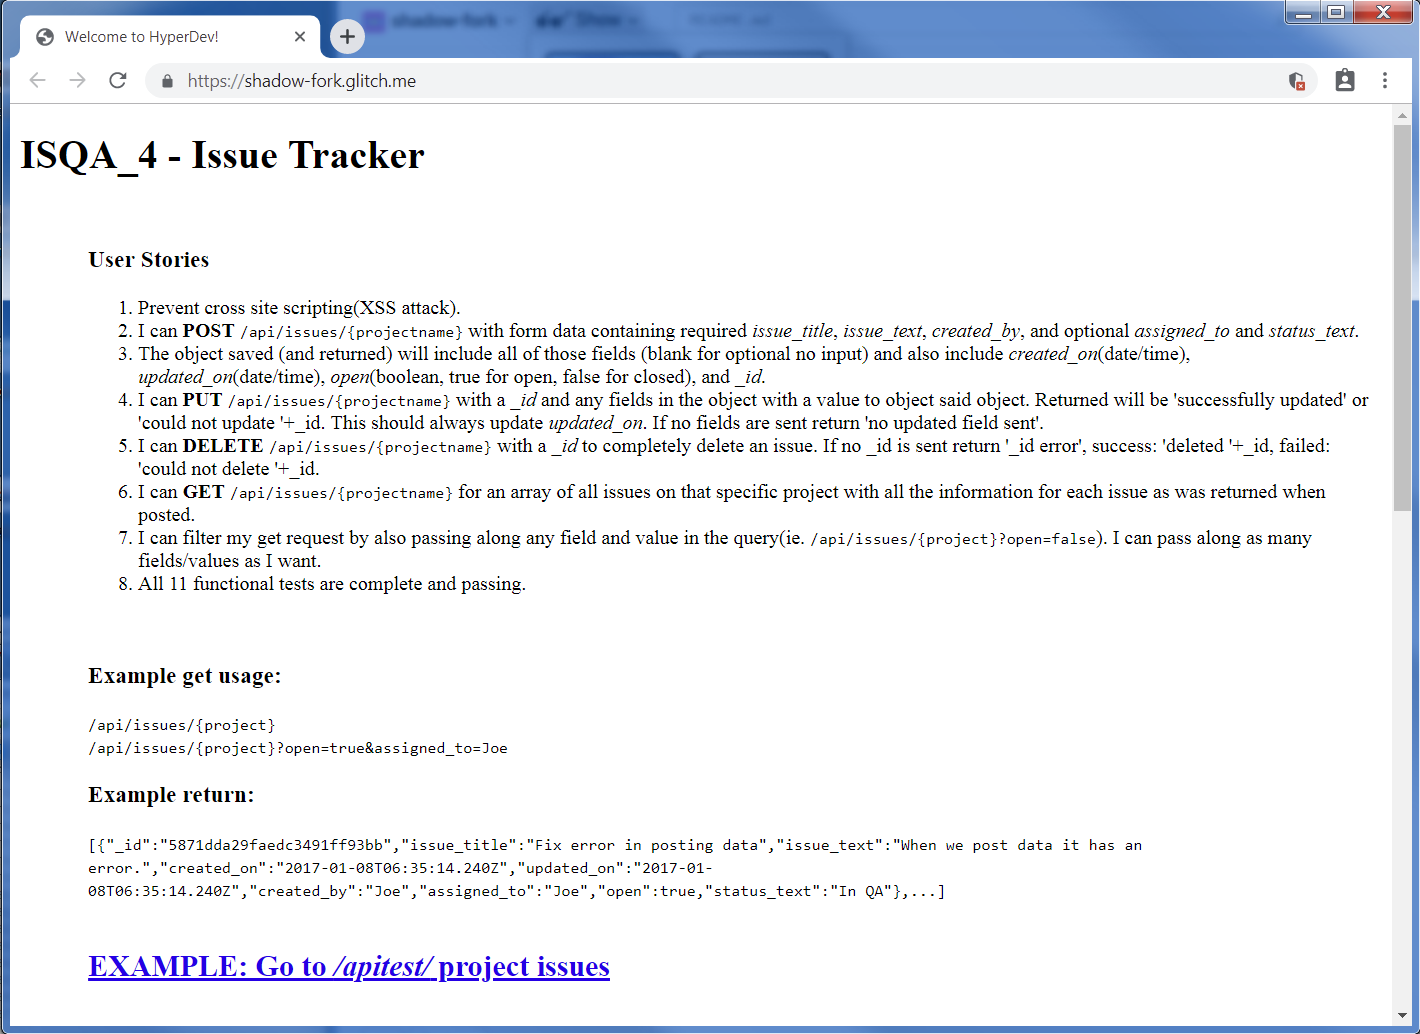 shadow-fork Show README.md
Welcome to HyperDev!
https://shadow-fork.glitch.me
ISQA_4 - Issue Tracker
User Stories
1. Prevent cross site scripting(XSS attack).
2. I can POST /api/issues/{projectname} with form data containing required issue_title, issue_text, created_by, and optional assigned_to and status_text.
3. The object saved (and returned) will include all of those fields (blank for optional no input) and also include created_on(date/time),
updated_on(date/time), open(boolean, true for open, false for closed), and _id.
4. I can PUT /api/issues/{projectname} with a _id and any fields in the object with a value to object said object. Returned will be 'successfully updated' or
'could not update '+_id. This should always update updated_on. If no fields are sent return 'no updated field sent'.
5. I can DELETE /api/issues/{projectname} with a _id to completely delete an issue. If no _id is sent return '_id error', success: 'deleted '+_id, failed:
'could not delete '+_id.
6. I can GET /api/issues/{projectname} for an array of all issues on that specific project with all the information for each issue as was returned when
posted.
7. I can filter my get request by also passing along any field and value in the query(ie. /api/issues/{project}?open=false). I can pass along as many
fields/values as I want.
8. All 11 functional tests are complete and passing.
Example get usage:
/api/issues/{project}
/api/issues/{project}?open=true&assigned_to=Joe
Example return:
[{"_id":"5871dda29faedc3491ff93bb","issue_title":"Fix error in posting data","issue_text":"When we post data it has an
error.","created_on":"2017-01-08T06:35:14.240Z","updated_on":"2017-01-
08T06:35:14.240Z","created_by":"Joe","assigned_to":"Joe","open":true,"status_text":"In QA"},...]
EXAMPLE: Go to /apitest/ project issues